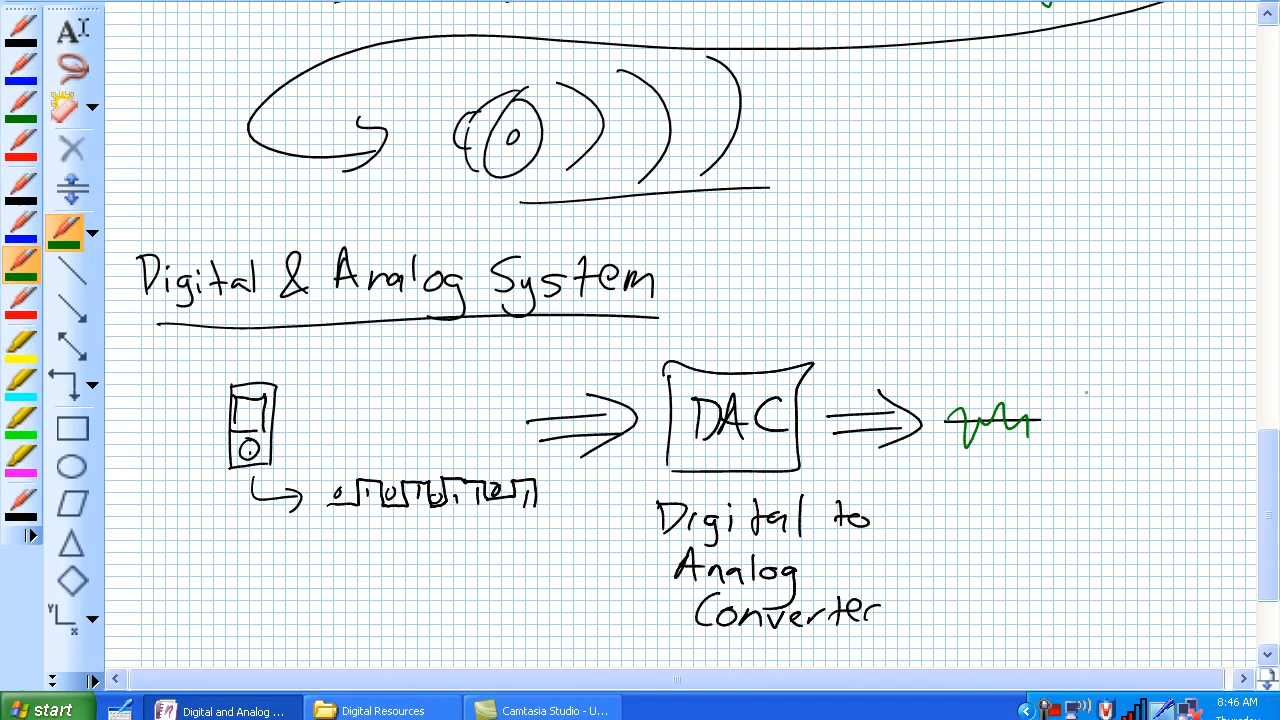 A
Digital & Analog System
DAC
Digital to
Analog
Converter
start
Digital and Analog ...
Digital Resources
Camtasia Studio - U...
8:46 AM
Thursday